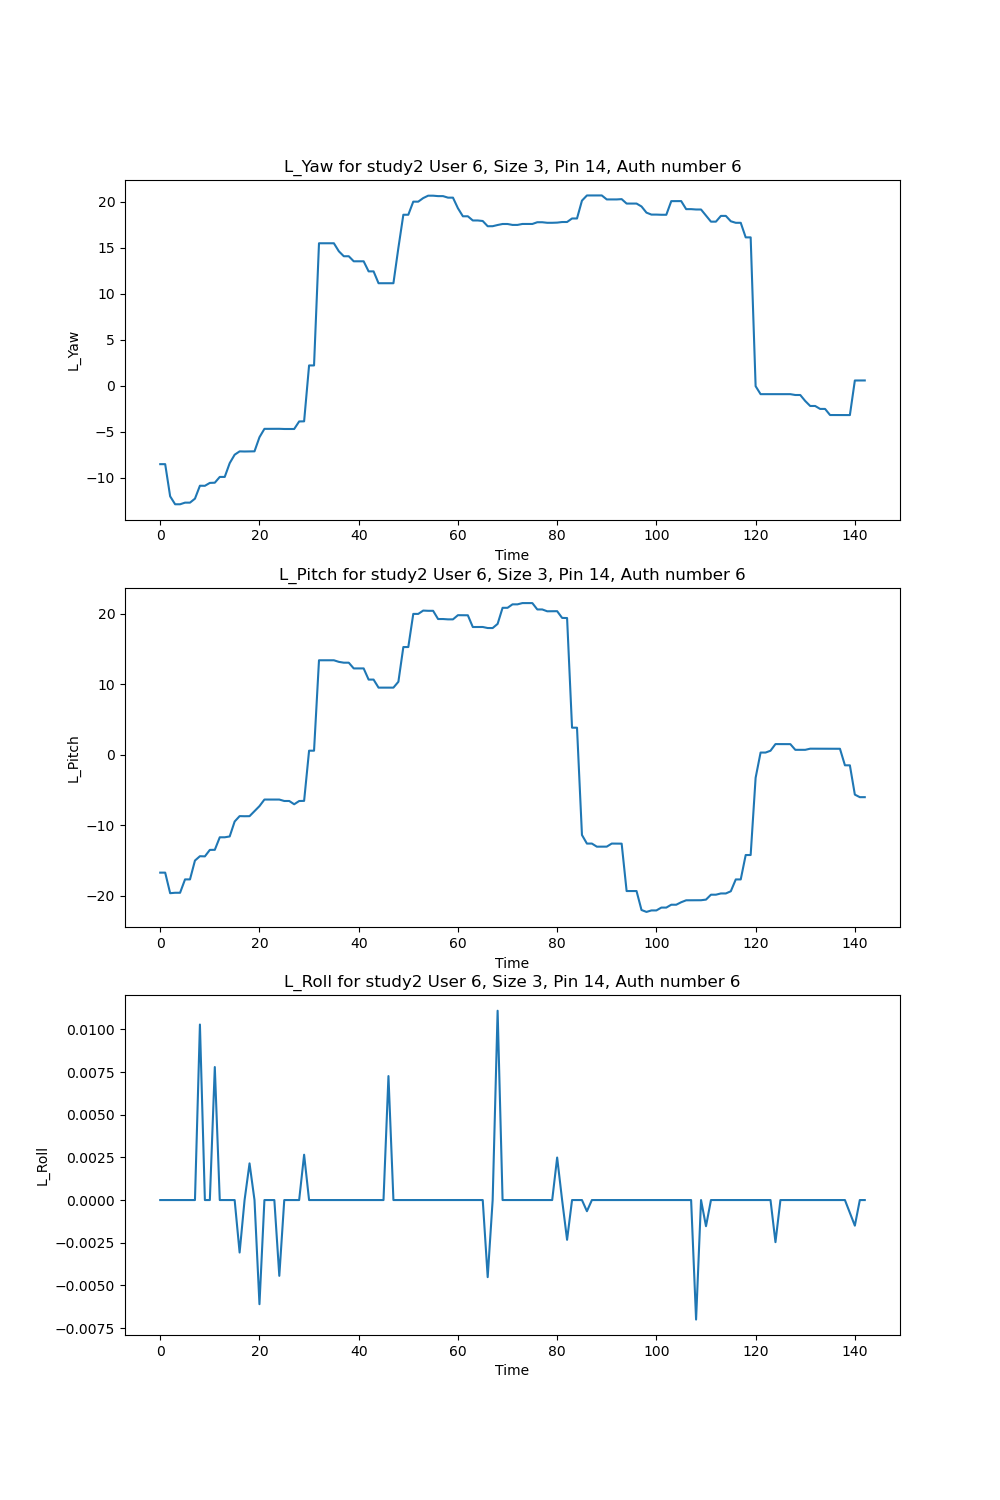 L_Yaw for study2 User 6, Size 3, Pin 14, Auth number 6
20
15
10
5
0
−5
−10
L_Yaw
0 20 40 60 80 100 120 140
Time
L_Pitch for study2 User 6, Size 3, Pin 14, Auth number 6
20
10
0
−10
−20
L_Pitch
0 20 40 60 80 100 120 140
Time
L_Roll for study2 User 6, Size 3, Pin 14, Auth number 6
0.0100
0.0075
0.0050
0.0025
0.0000
−0.0025
−0.0050
−0.0075
L_Roll
0 20 40 60 80 100 120 140
Time